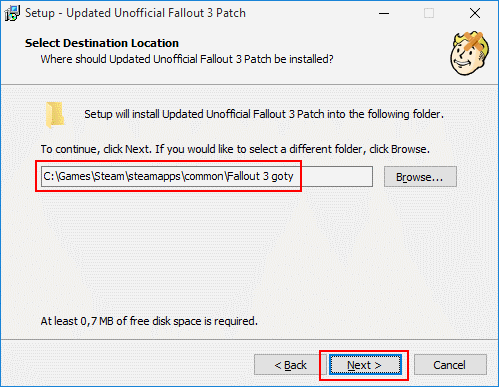 Setup - Updated Unofficial Fallout 3 Patch
Select Destination Location
Where should Updated Unofficial Fallout 3 Patch be installed?
Setup will install Updated Unofficial Fallout 3 Patch into the following folder.
To continue, click Next. If you would like to select a different folder, click Browse.
C:\Games\Steam\steamapps\common\Fallout 3 goty
Browse...
At least 0,7 MB of free disk space is required.
< Back
Next >
Cancel